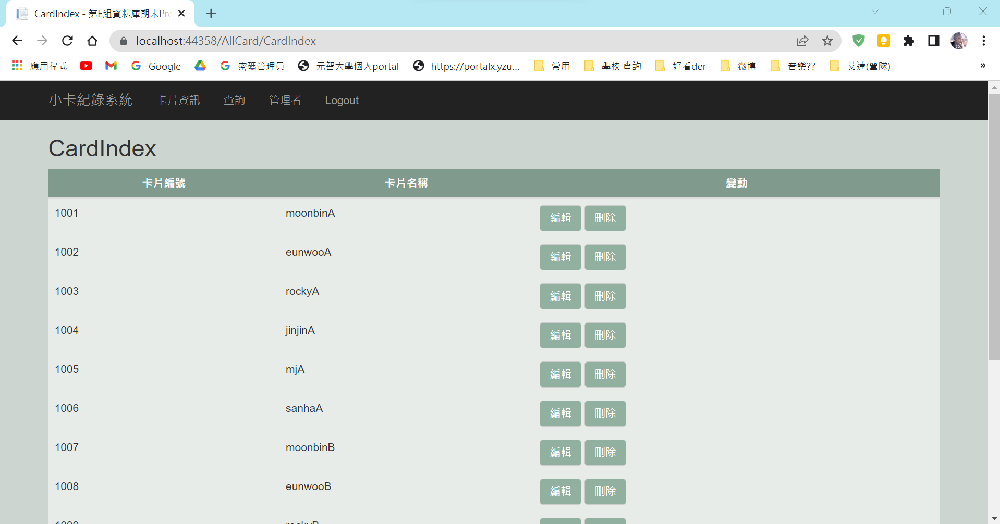 CardIndex - 第E組資料庫期末Pro
localhost:44358/AllCard/CardIndex
應用程式 Google 密碼管理員 元智大學個人portal https://portalx.yzu... 常用 學校 查詢 好看der 微博 音樂?? 艾達(營隊) »
小卡紀錄系統 卡片資訊 查詢 管理者 Logout
CardIndex
卡片編號 卡片名稱 變動
1001 moonbinA 編輯 刪除
1002 eunwooA 編輯 刪除
1003 rockyA 編輯 刪除
1004 jinjinA 編輯 刪除
1005 mjA 編輯 刪除
1006 sanhaA 編輯 刪除
1007 moonbinB 編輯 刪除
1008 eunwooB 編輯 刪除
1009 rockyB